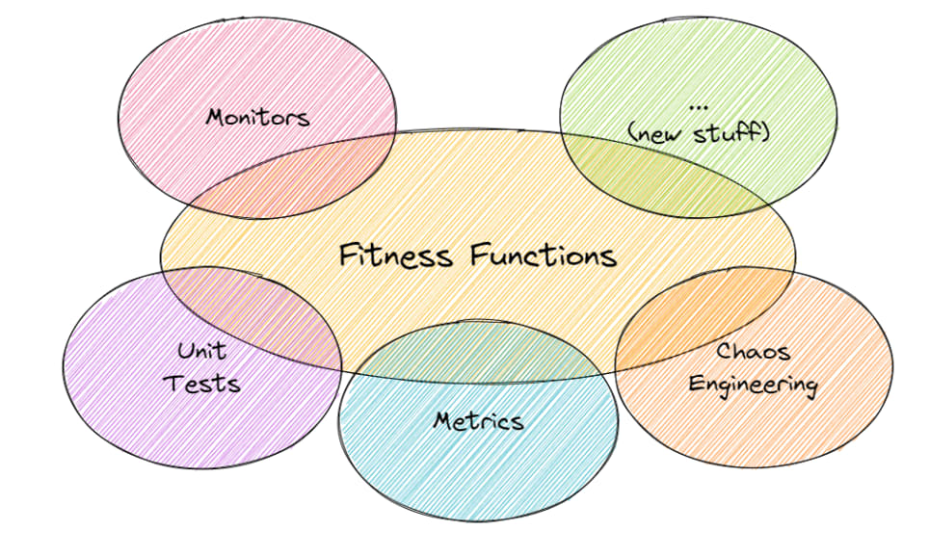 Monitors
...
(new stuff)
Fitness Functions
Unit
Tests
Chaos
Engineering
Metrics